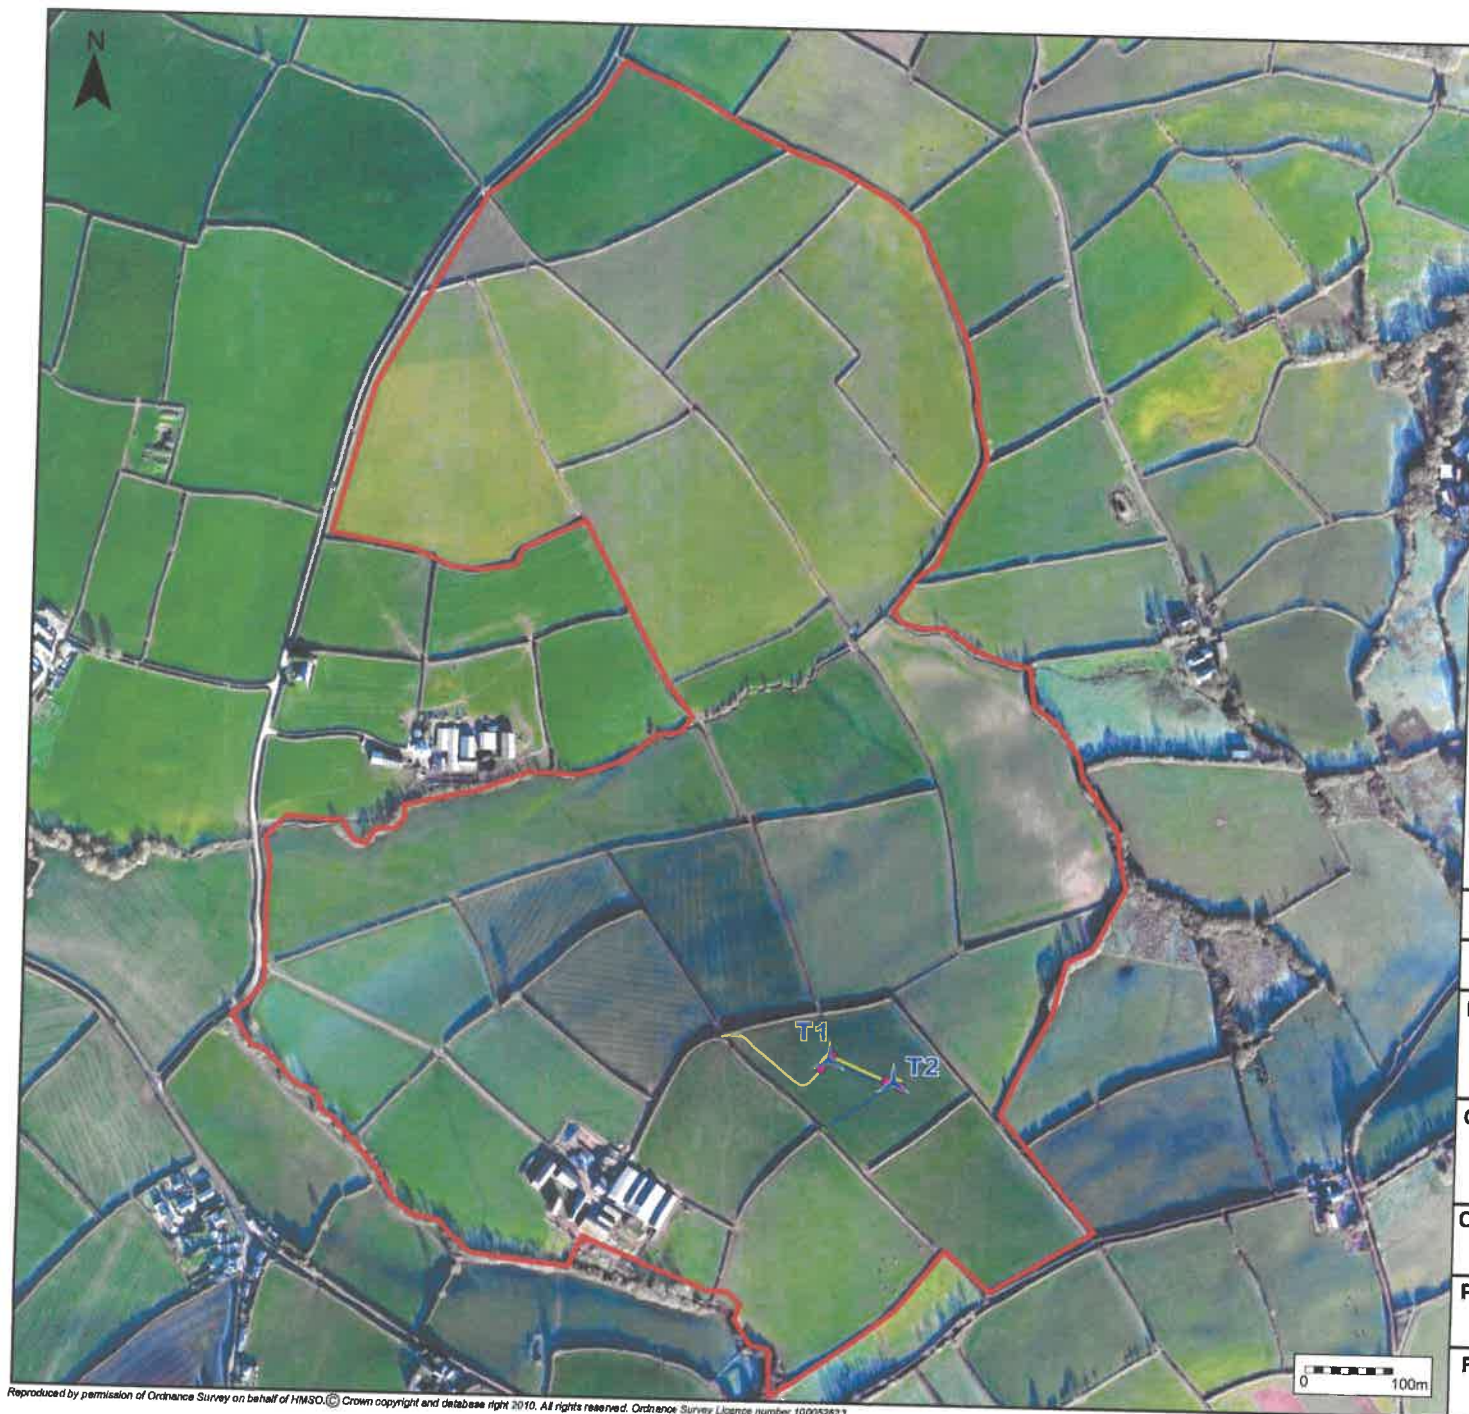 N
T1
T2
0 100m
Reproduced by permission of Ordnance Survey on behalf of HMSO. © Crown copyright and database right 2010. All rights reserved. Ordnance Survey Licence number